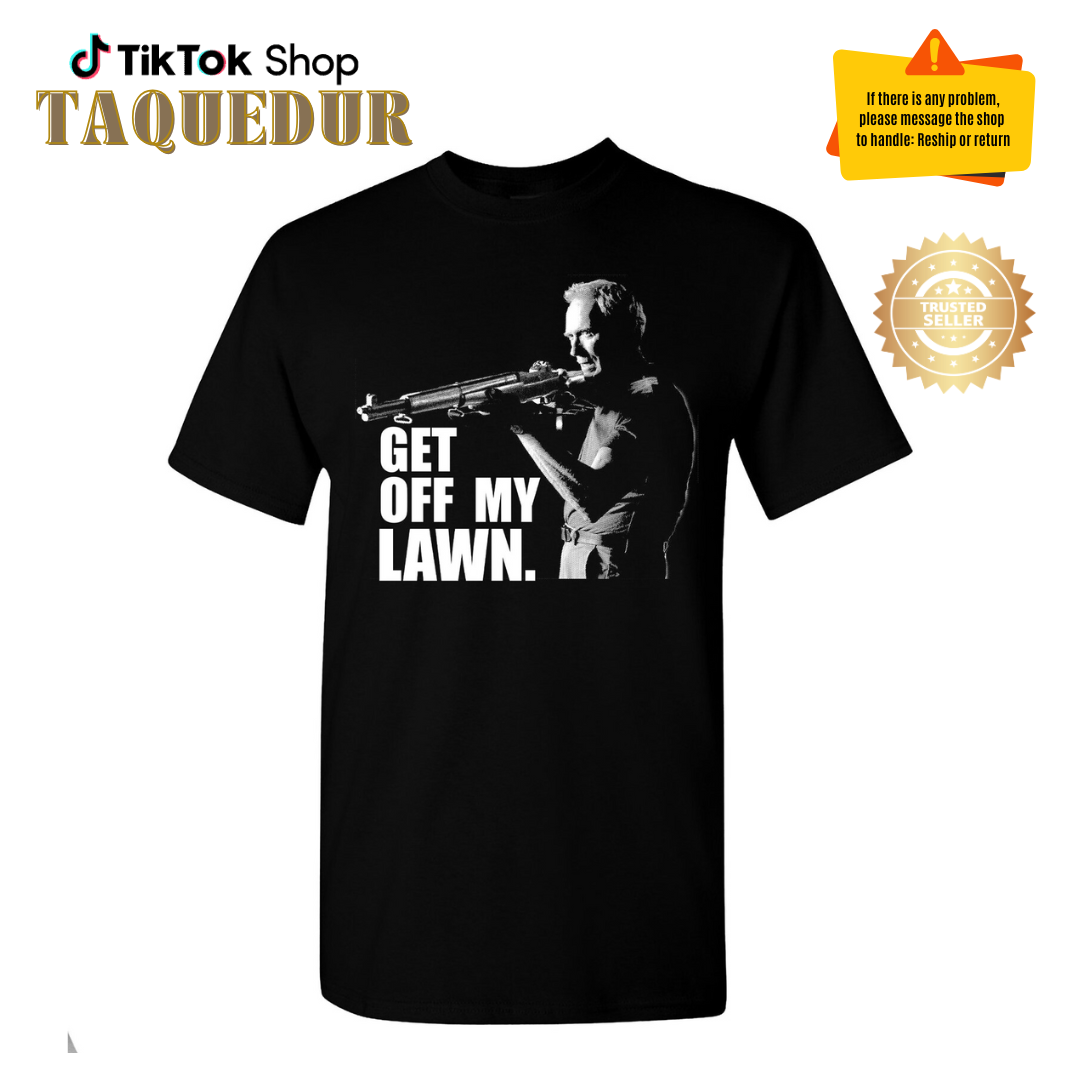 TikTok Shop
TAQUEDUR
If there is any problem,
please message the shop
to handle: Reship or return
TRUSTED
SELLER
GET
OFF MY
LAWN.